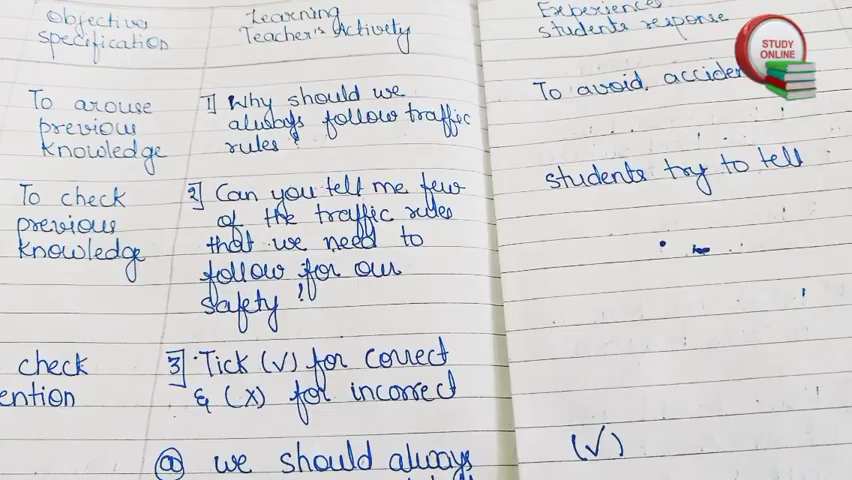 Objective
specification
Learning
Teacher's Activety
Experiences
students response
STUDY
ONLINE
To arouse
previous
knowledge
1] Why should we
always follow traffic
rules?
To avoid acciden
To check
previous
knowledge
2] Can you tell me few
of the traffic rules
that we need to
follow for our
safety?
students try to tell
check
ention
3] Tick (√) for correct
& (X) for incorrect
(a) we should always
(√)